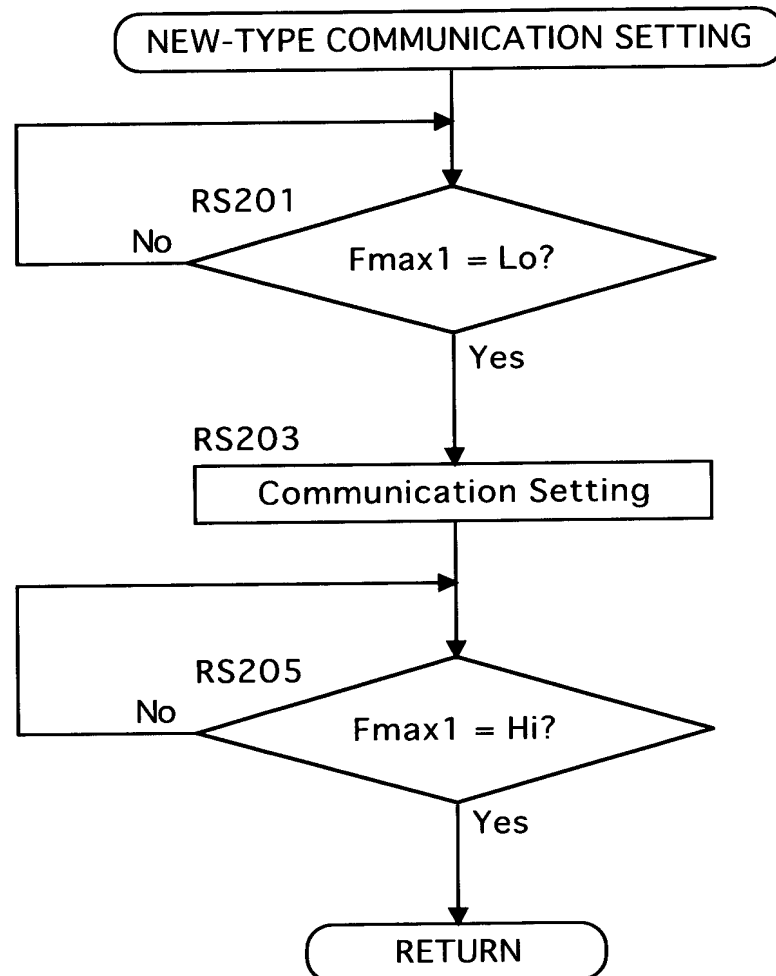 NEW-TYPE COMMUNICATION SETTING
RS201
No
Fmax1 = Lo?
Yes
RS203
Communication Setting
RS205
No
Fmax1 = Hi?
Yes
RETURN